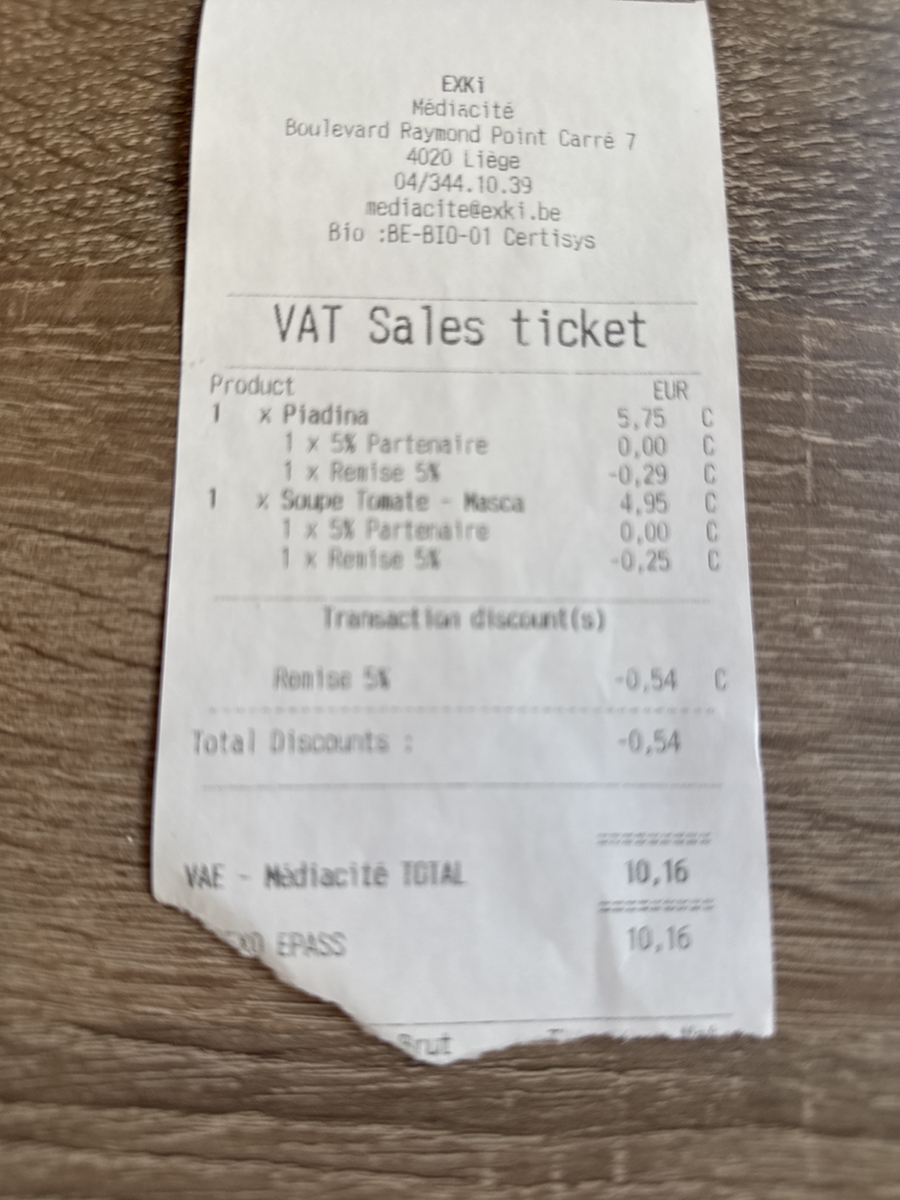 EXKi
Médiacité
Boulevard Raymond Point Carré 7
4020 Liège
04/344.10.39
mediacite@exki.be
Bio :BE-BIO-01 Certisys
VAT Sales ticket
Product EUR
1 x Piadina 5,75 C
1 x 5% Partenaire 0,00 C
1 x Remise 5% -0,29 C
1 x Soupe Tomate - Masca 4,95 C
1 x 5% Partenaire 0,00 C
1 x Remise 5% -0,25 C
Transaction discount(s)
Remise 5% -0,54 C
Total Discounts : -0,54
VAE - Médiacité TOTAL 10,16
EPASS 10,16
Brut